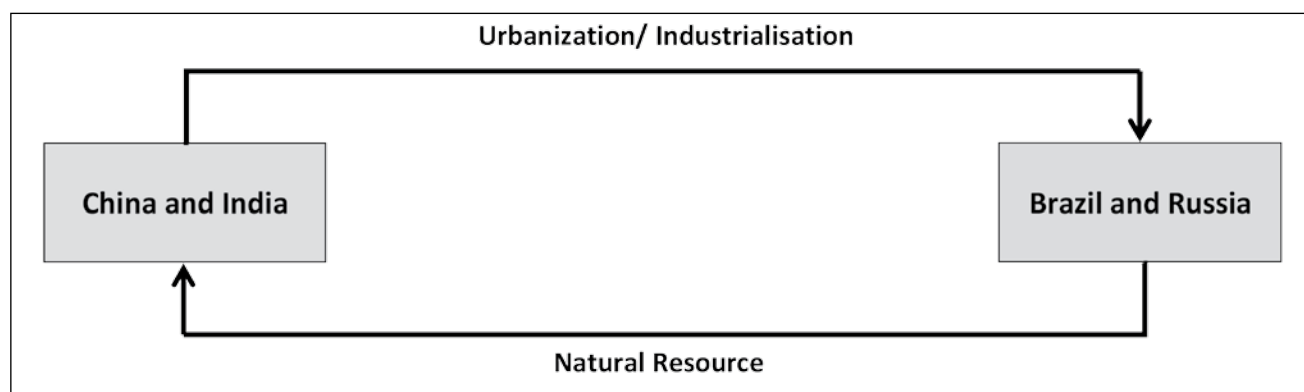 Urbanization/ Industrialisation
China and India
Brazil and Russia
Natural Resource